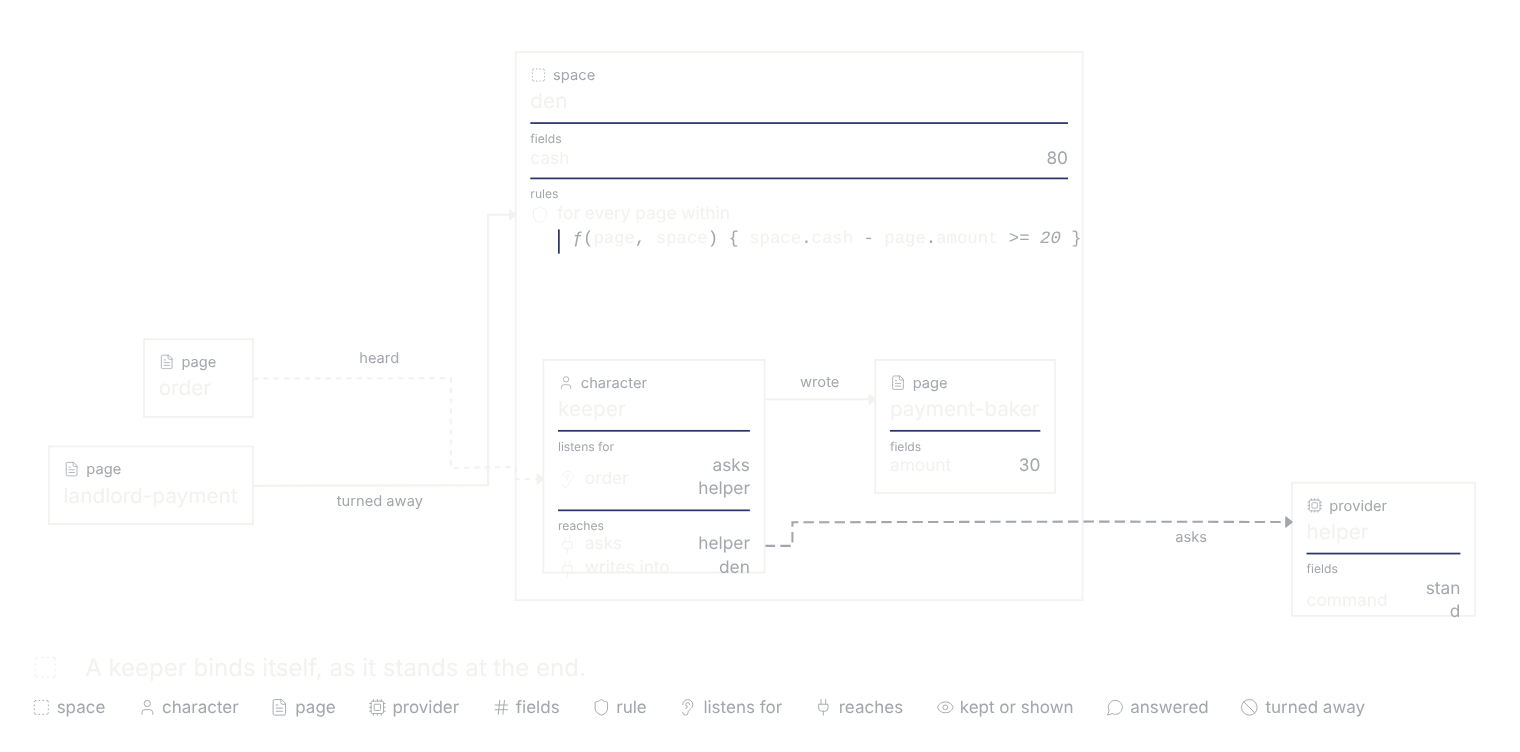 space
den
fields
cash 80
rules
for every page within
ƒ(page, space) { space.cash - page.amount >= 20 }
page
order
heard
page
landlord-payment
turned away
character
keeper
listens for
order asks helper
reaches
asks helper
writes into den
wrote
page
payment-baker
fields
amount 30
asks
provider
helper
fields
command stan
d
A keeper binds itself, as it stands at the end.
space character page provider fields rule listens for reaches kept or shown answered turned away